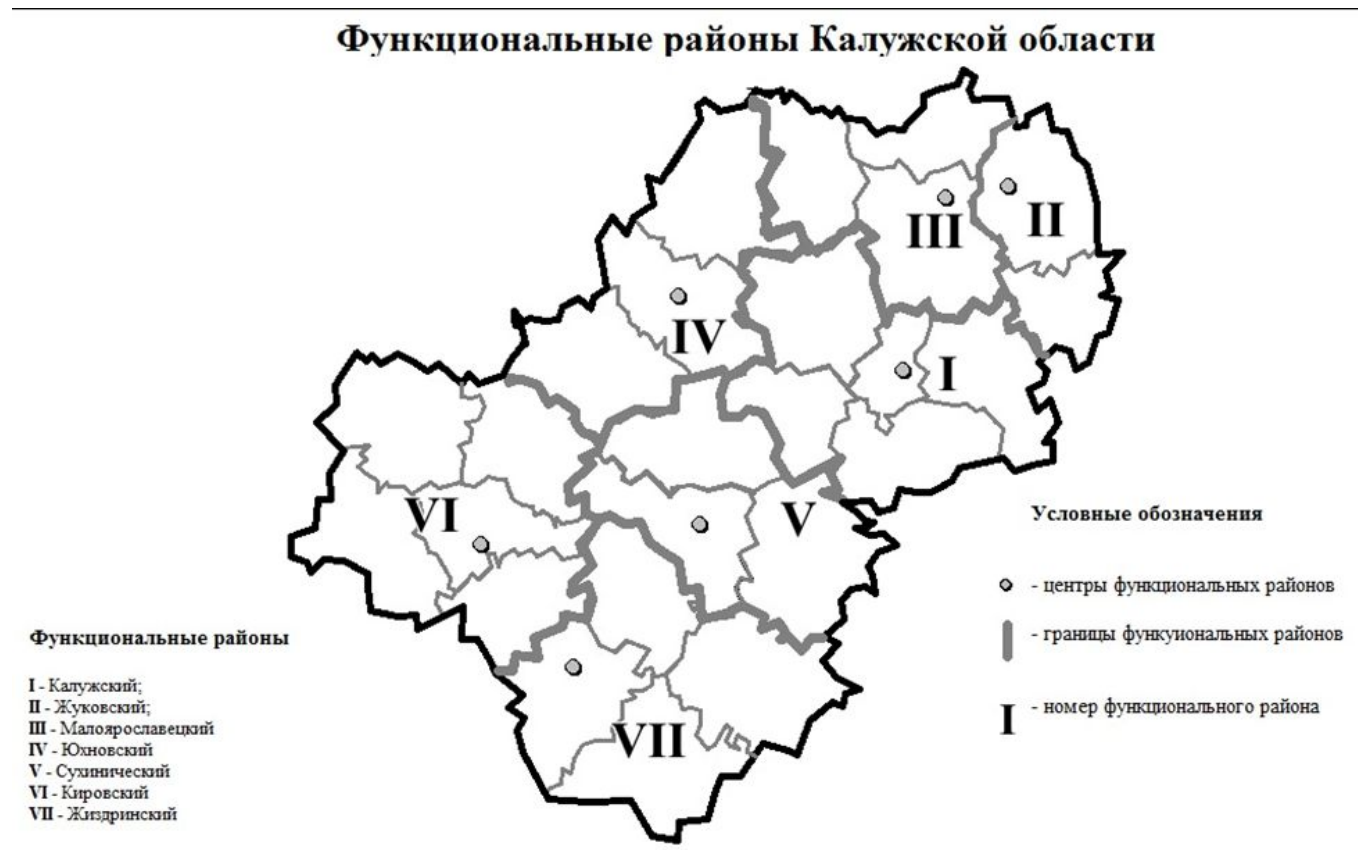 Функциональные районы Калужской области
III
II
IV
I
VI
V
VII
Условные обозначения
- центры функциональных районов
- границы функуиональных районов
I - номер функционального района
Функциональные районы
I - Калужский;
II - Жуковский;
III - Малоярославецкий
IV - Юхновский
V - Сухинический
VI - Кировский
VII - Жиздринский